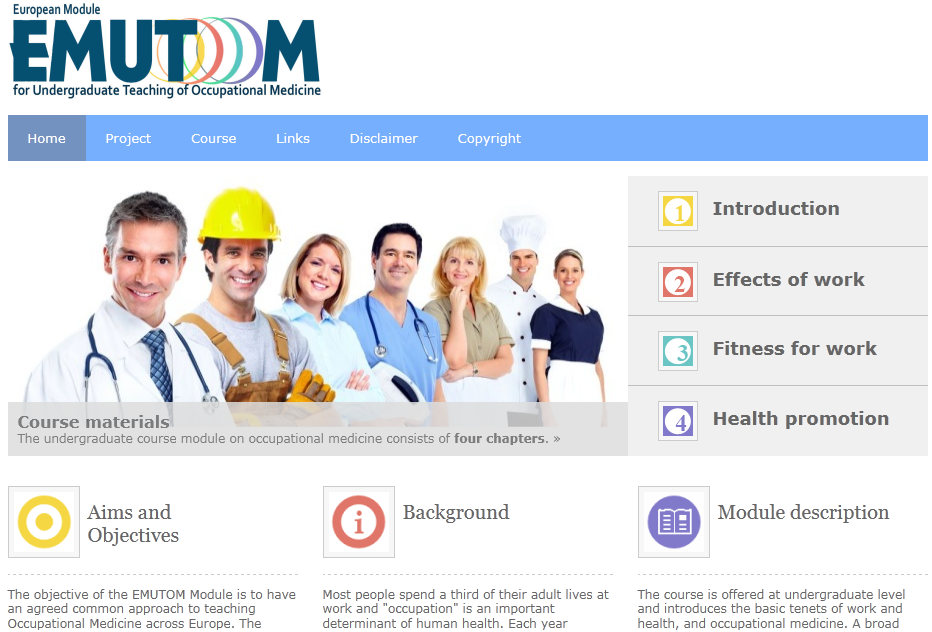 European Module
EMUTOM
for Undergraduate Teaching of Occupational Medicine
Home Project Course Links Disclaimer Copyright
1 Introduction
2 Effects of work
3 Fitness for work
4 Health promotion
Course materials
The undergraduate course module on occupational medicine consists of four chapters. »
Aims and
Objectives
The objective of the EMUTOM Module is to have
an agreed common approach to teaching
Occupational Medicine across Europe. The
i Background
Most people spend a third of their adult lives at
work and "occupation" is an important
determinant of human health. Each year
Module description
The course is offered at undergraduate level
and introduces the basic tenets of work and
health, and occupational medicine. A broad